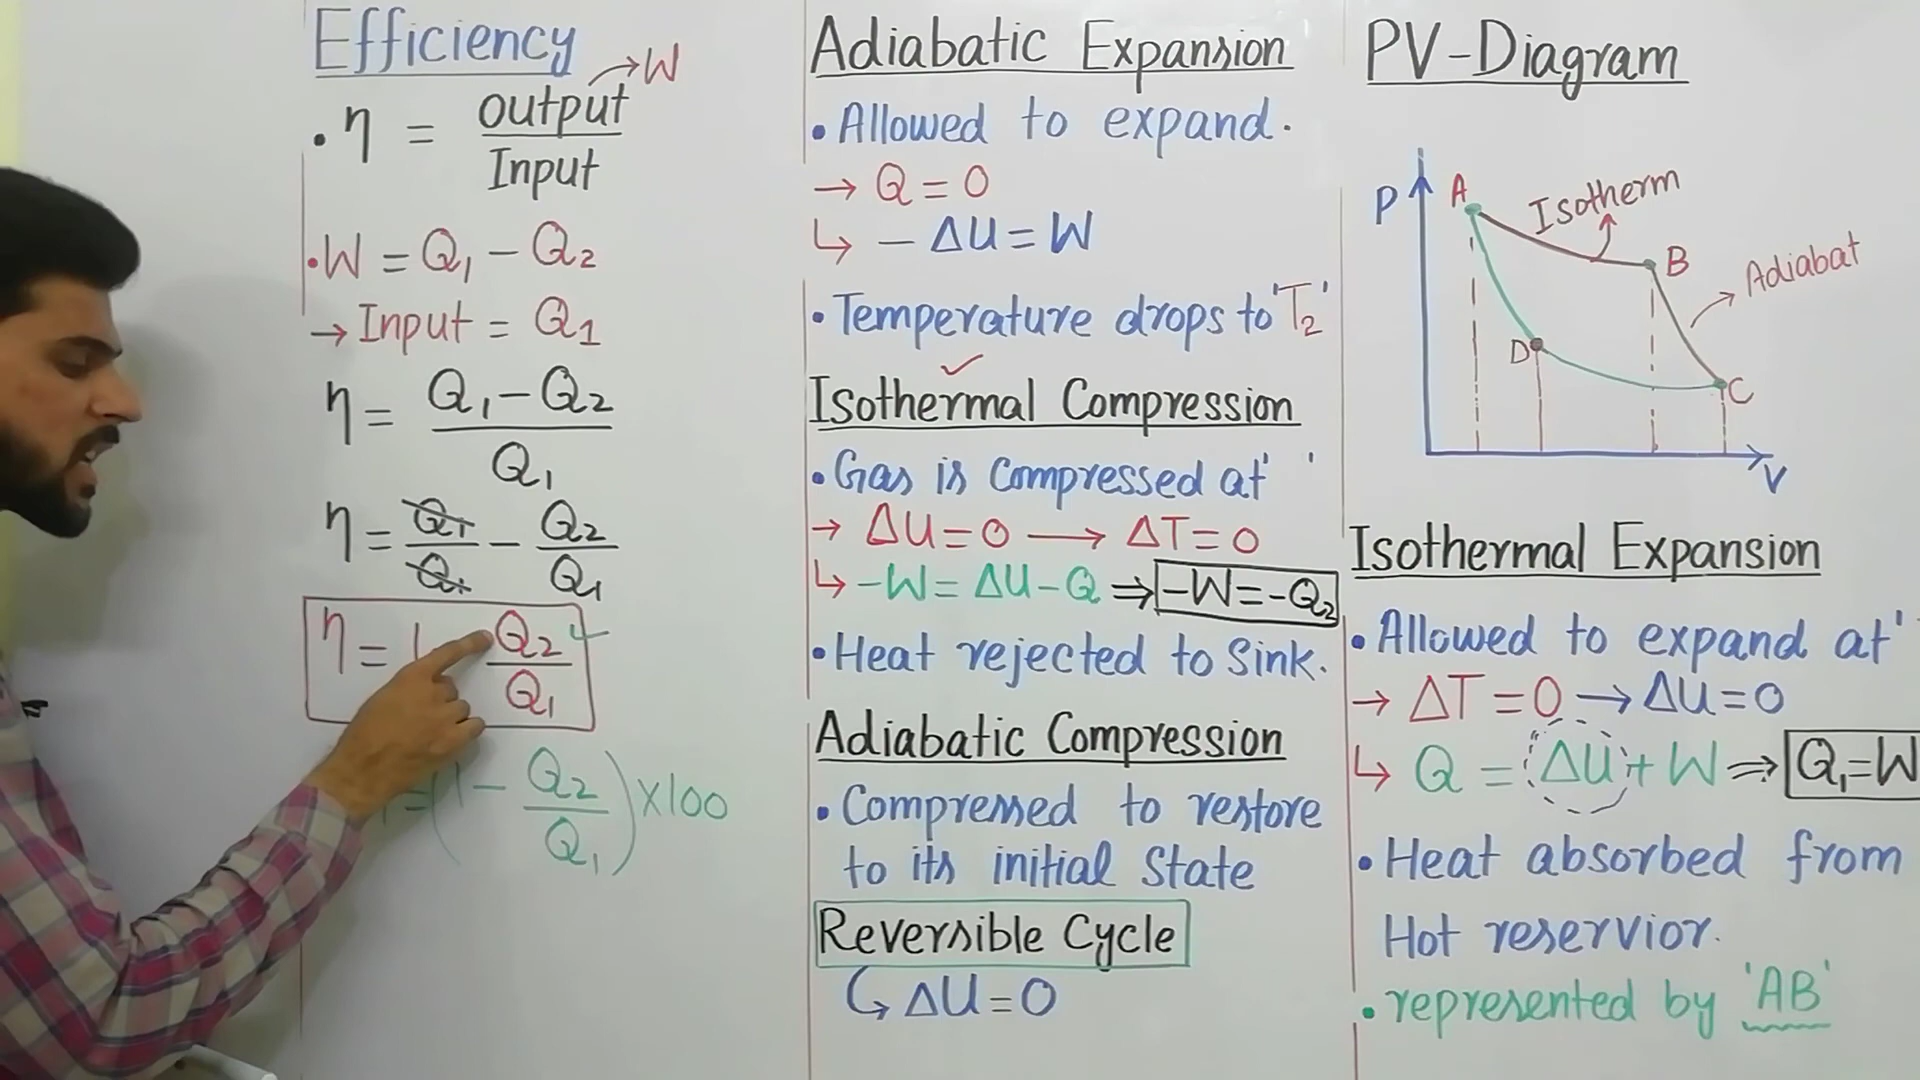 Efficiency
→ W
• η = output / Input
• W = Q₁ - Q₂
→ Input = Q₁
η = Q₁ - Q₂ / Q₁
η = Q₁ / Q₁ - Q₂ / Q₁
η = 1 Q₂ / Q₁
= (1 - Q₂ / Q₁) x100
Adiabatic Expansion
• Allowed to expand.
→ Q = 0
↳ - ΔU = W
• Temperature drops to 'T₂'
Isothermal Compression
• Gas is compressed at ' '
→ ΔU = 0 → ΔT = 0
↳ -W = ΔU - Q ⇒ -W = -Q₂
• Heat rejected to Sink.
Adiabatic Compression
• Compressed to restore
to its initial State
Reversible Cycle
↳ ΔU = 0
PV-Diagram
P
A
Isotherm
B
Adiabat
D
C
V
Isothermal Expansion
• Allowed to expand at '
→ ΔT = 0 → ΔU = 0
↳ Q = ΔU + W ⇒ Q₁ = W
• Heat absorbed from
Hot reservior.
• represented by 'AB'